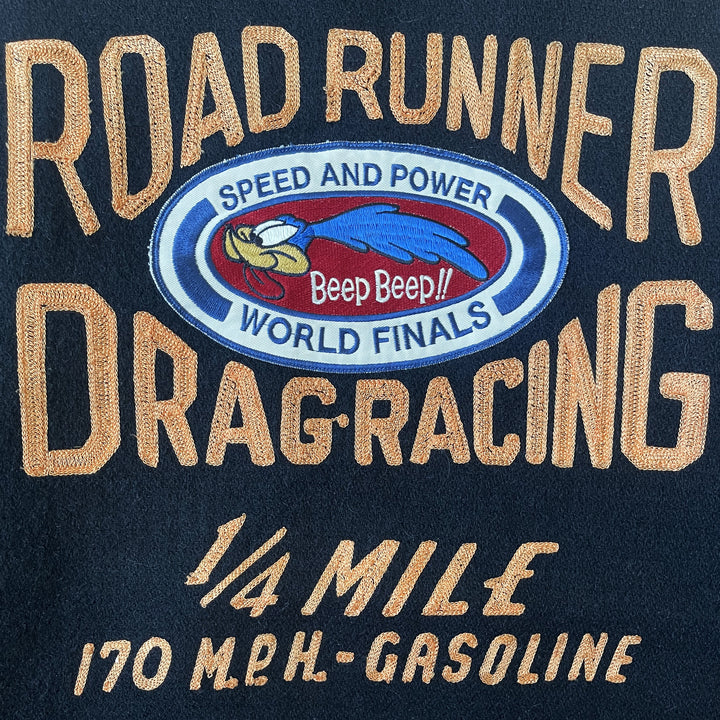 ROAD RUNNER
SPEED AND POWER
BEEP BEEP!!
WORLD FINALS
DRAG-RACING
1/4 MILE
170 M.P.H.-GASOLINE